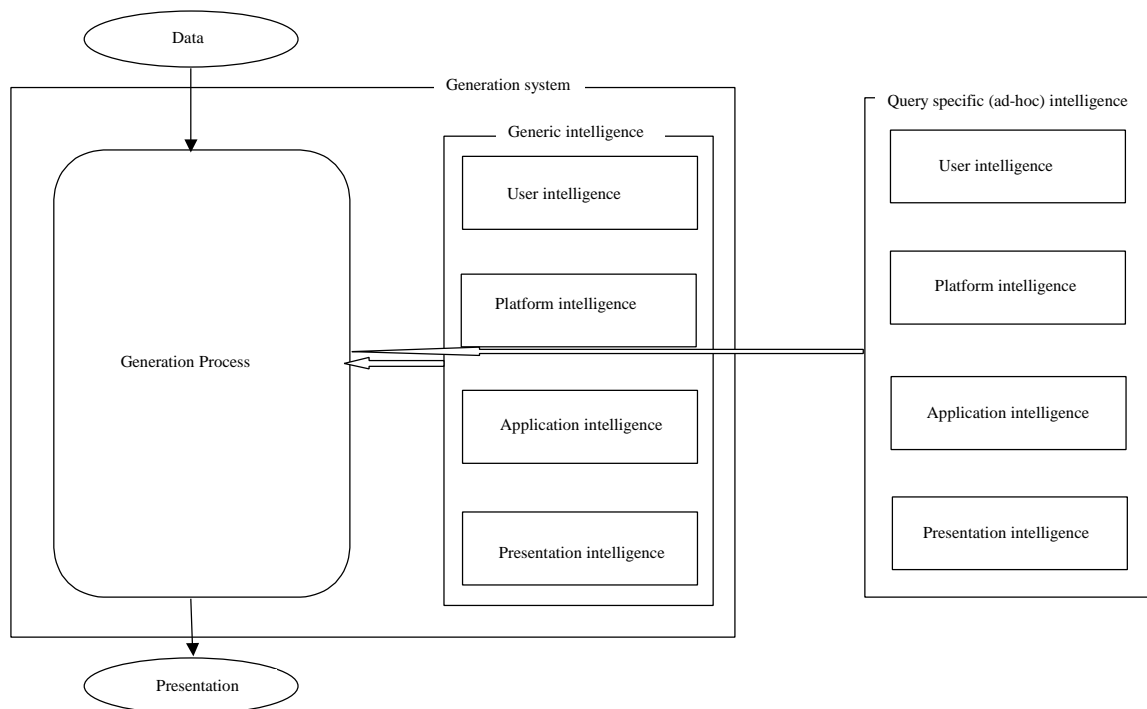 Data
Generation system
Query specific (ad-hoc) intelligence
Generic intelligence
User intelligence
User intelligence
Platform intelligence
Platform intelligence
Generation Process
Application intelligence
Application intelligence
Presentation intelligence
Presentation intelligence
Presentation